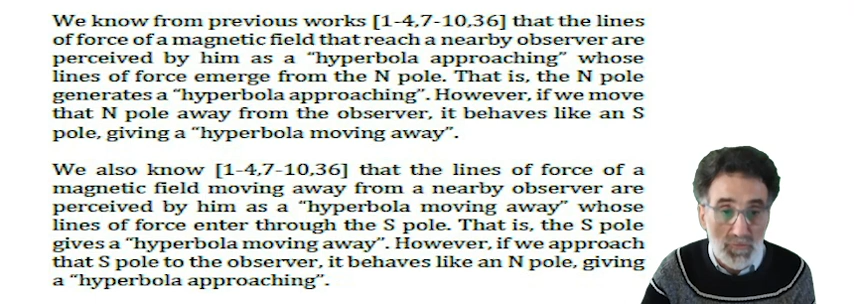 We know from previous works [1-4,7-10,36] that the lines
of force of a magnetic field that reach a nearby observer are
perceived by him as a “hyperbola approaching” whose
lines of force emerge from the N pole. That is, the N pole
generates a “hyperbola approaching”. However, if we move
that N pole away from the observer, it behaves like an S
pole, giving a “hyperbola moving away”.
We also know [1-4,7-10,36] that the lines of force of a
magnetic field moving away from a nearby observer are
perceived by him as a “hyperbola moving away” whose
lines of force enter through the S pole. That is, the S pole
gives a “hyperbola moving away”. However, if we approach
that S pole to the observer, it behaves like an N pole, giving
a “hyperbola approaching”.